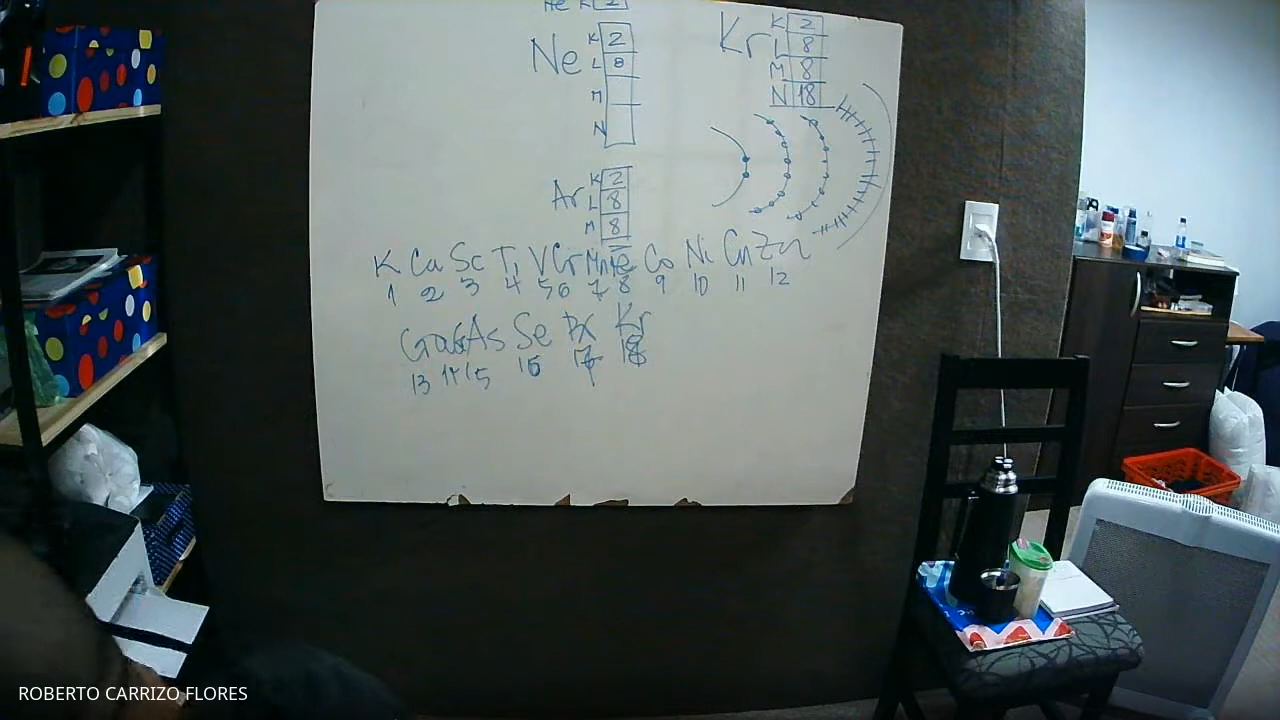 He K 2
Ne K 2
L 8
M
N
Kr K 2
L 8
M 8
N 18
Ar K 2
L 8
M 8
K Ca Sc Ti V Cr Mn Fe Co Ni Cu Zn
1 2 3 4 5 6 7 8 9 10 11 12
Ga G As Se Kr
13 14 15 16 17 18
ROBERTO CARRIZO FLORES